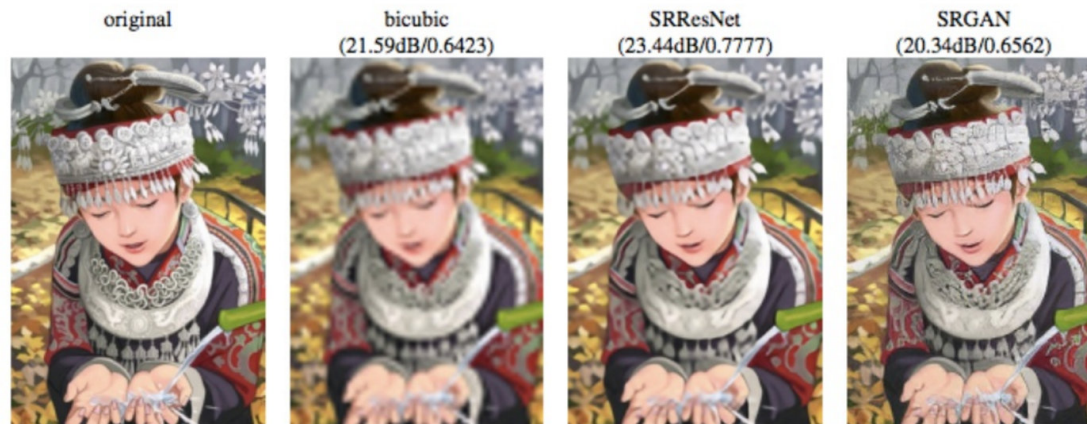 original
bicubic
(21.59dB/0.6423)
SRResNet
(23.44dB/0.7777)
SRGAN
(20.34dB/0.6562)